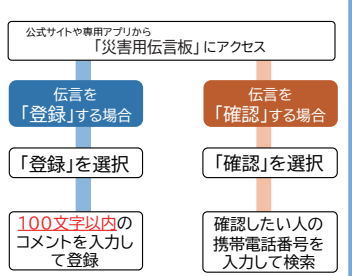 公式サイトや専用アプリから
「災害用伝言板」にアクセス
伝言を
「登録」する場合
伝言を
「確認」する場合
「登録」を選択
「確認」を選択
100文字以内の
コメントを入力し
て登録
確認したい人の
携帯電話番号を
入力して検索